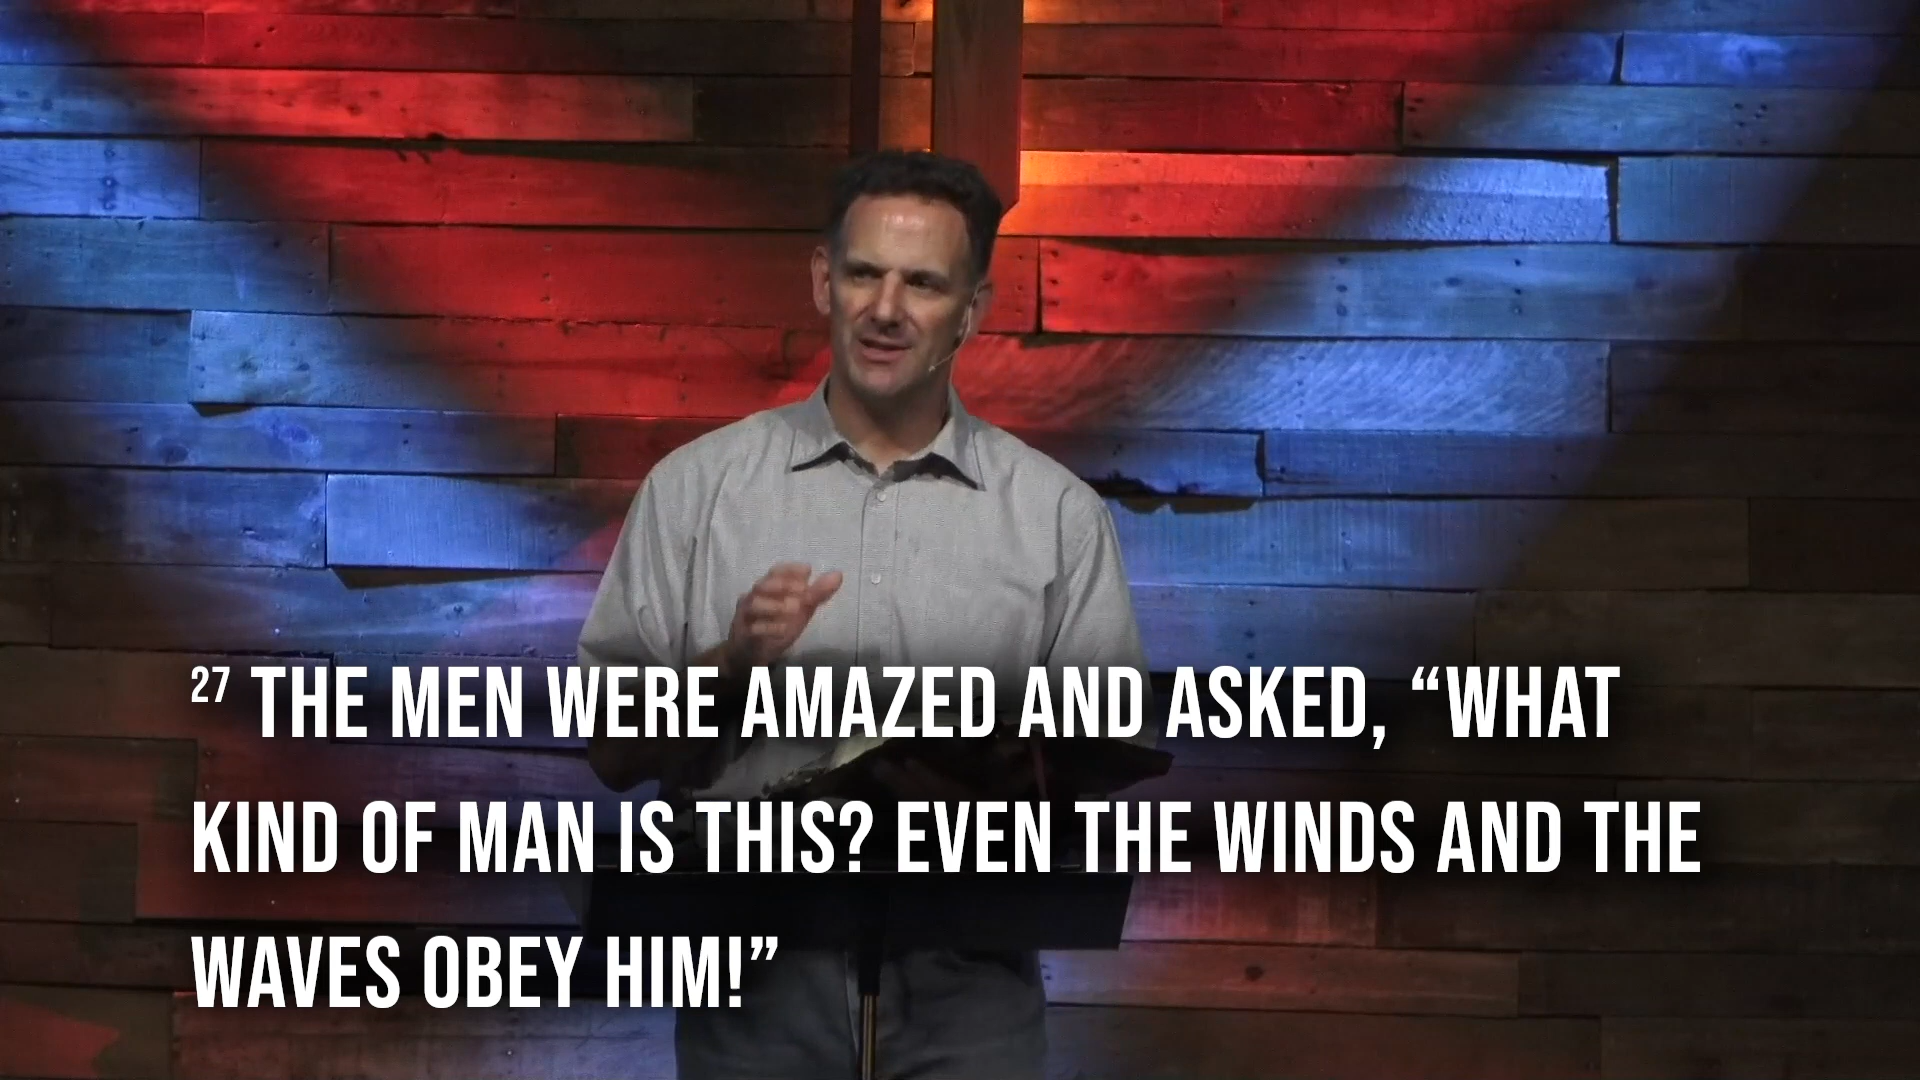 27 THE MEN WERE AMAZED AND ASKED, “WHAT
KIND OF MAN IS THIS? EVEN THE WINDS AND THE
WAVES OBEY HIM!”